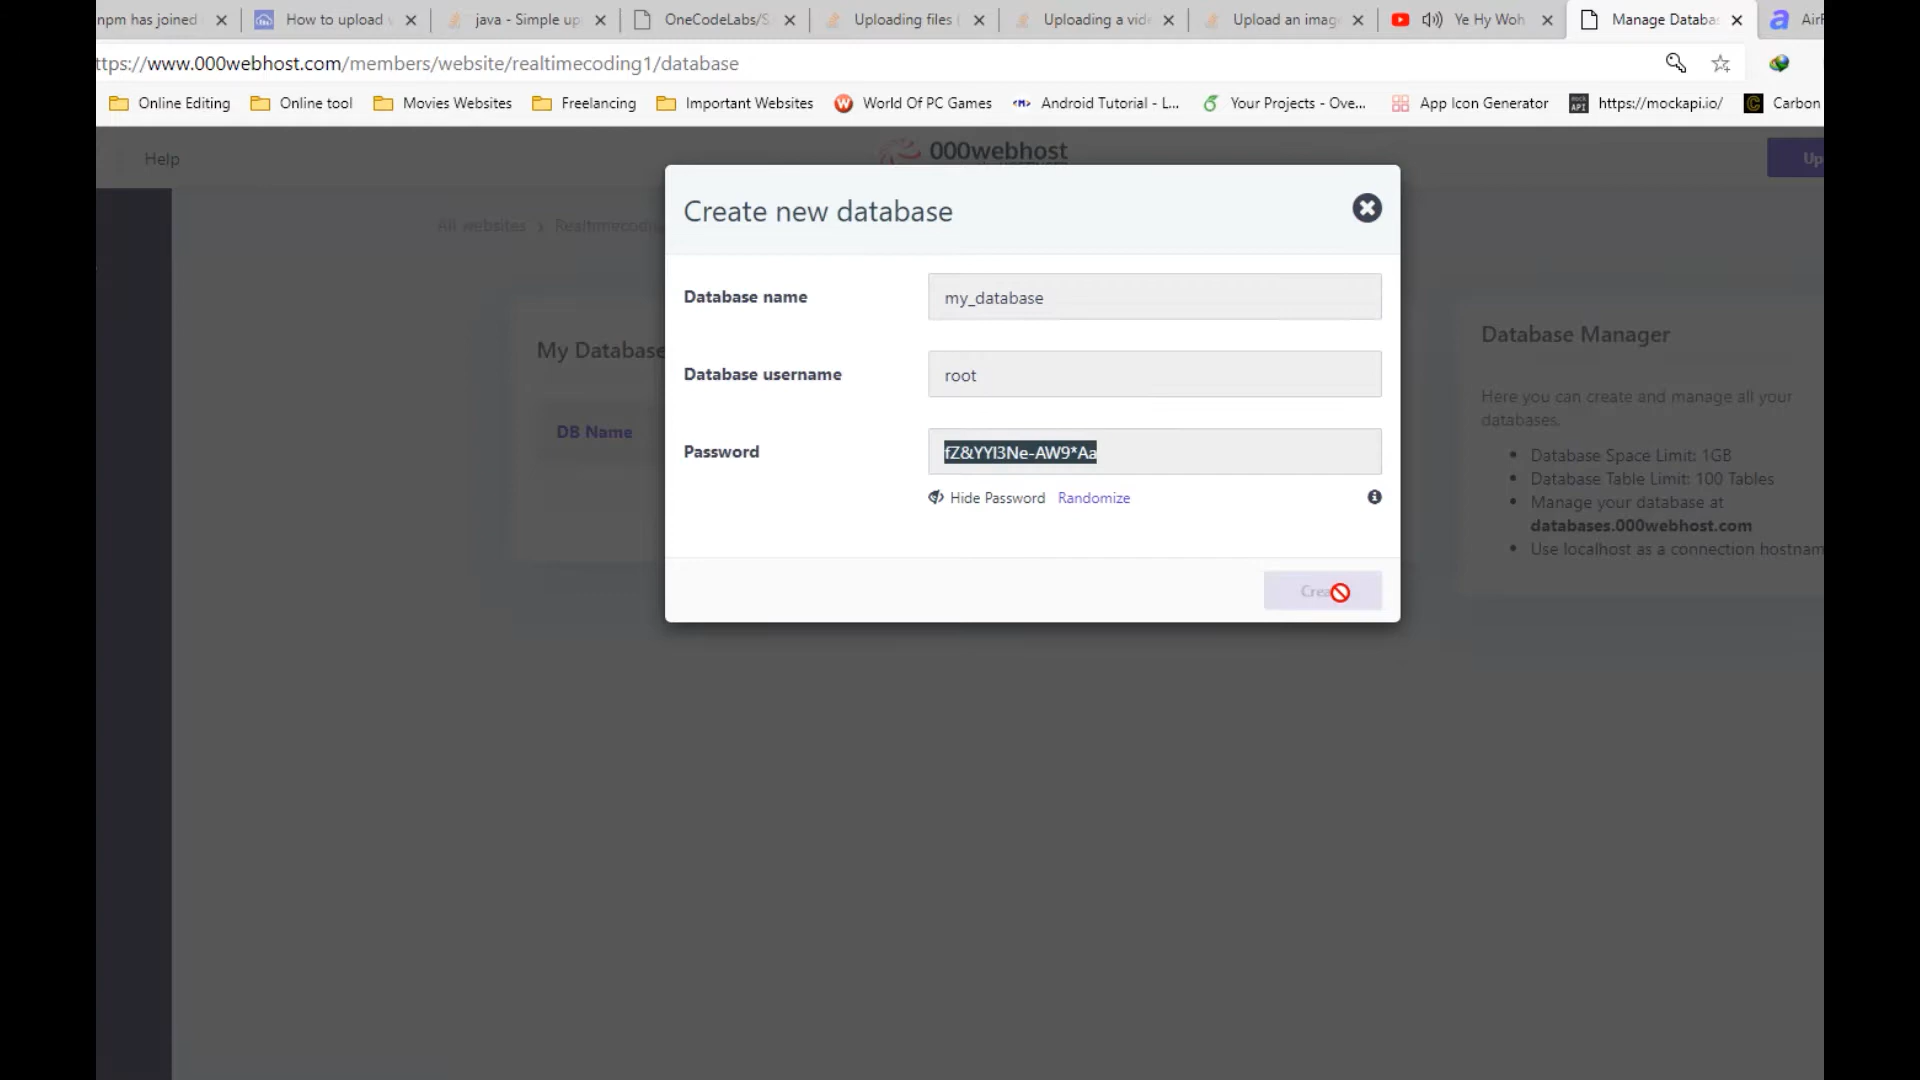 npm has joined
How to upload
java - Simple up
OneCodeLabs/S
Uploading files
Uploading a vid
Upload an imag
Ye Hy Woh
Manage Databa
Air
ttps://www.000webhost.com/members/website/realtimecoding1/database
Online Editing
Online tool
Movies Websites
Freelancing
Important Websites
World Of PC Games
Android Tutorial - L...
Your Projects - Ove...
App Icon Generator
https://mockapi.io/
Carbon
Help
000webhost
Up
All websites > Realtimecodin
Create new database
Database name
my_database
Database username
root
Password
fZ&YYI3Ne-AW9*Aa
Hide Password Randomize
Crea
My Database
DB Name
Database Manager
Here you can create and manage all your
databases.
Database Space Limit: 1GB
Database Table Limit: 100 Tables
Manage your database at
databases.000webhost.com
Use localhost as a connection hostnam